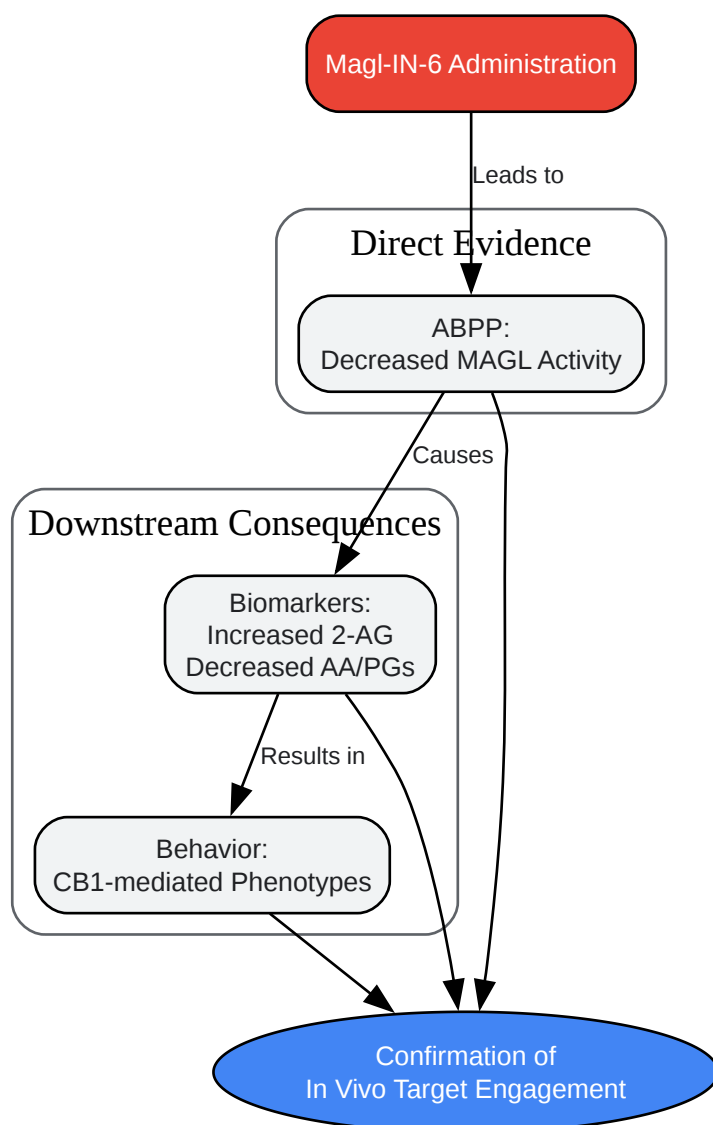 Magl-IN-6 Administration
Leads to
Direct Evidence
ABPP:
Decreased MAGL Activity
Causes
Downstream Consequences
Biomarkers:
Increased 2-AG
Decreased AA/PGs
Results in
Behavior:
CB1-mediated Phenotypes
Confirmation of
In Vivo Target Engagement